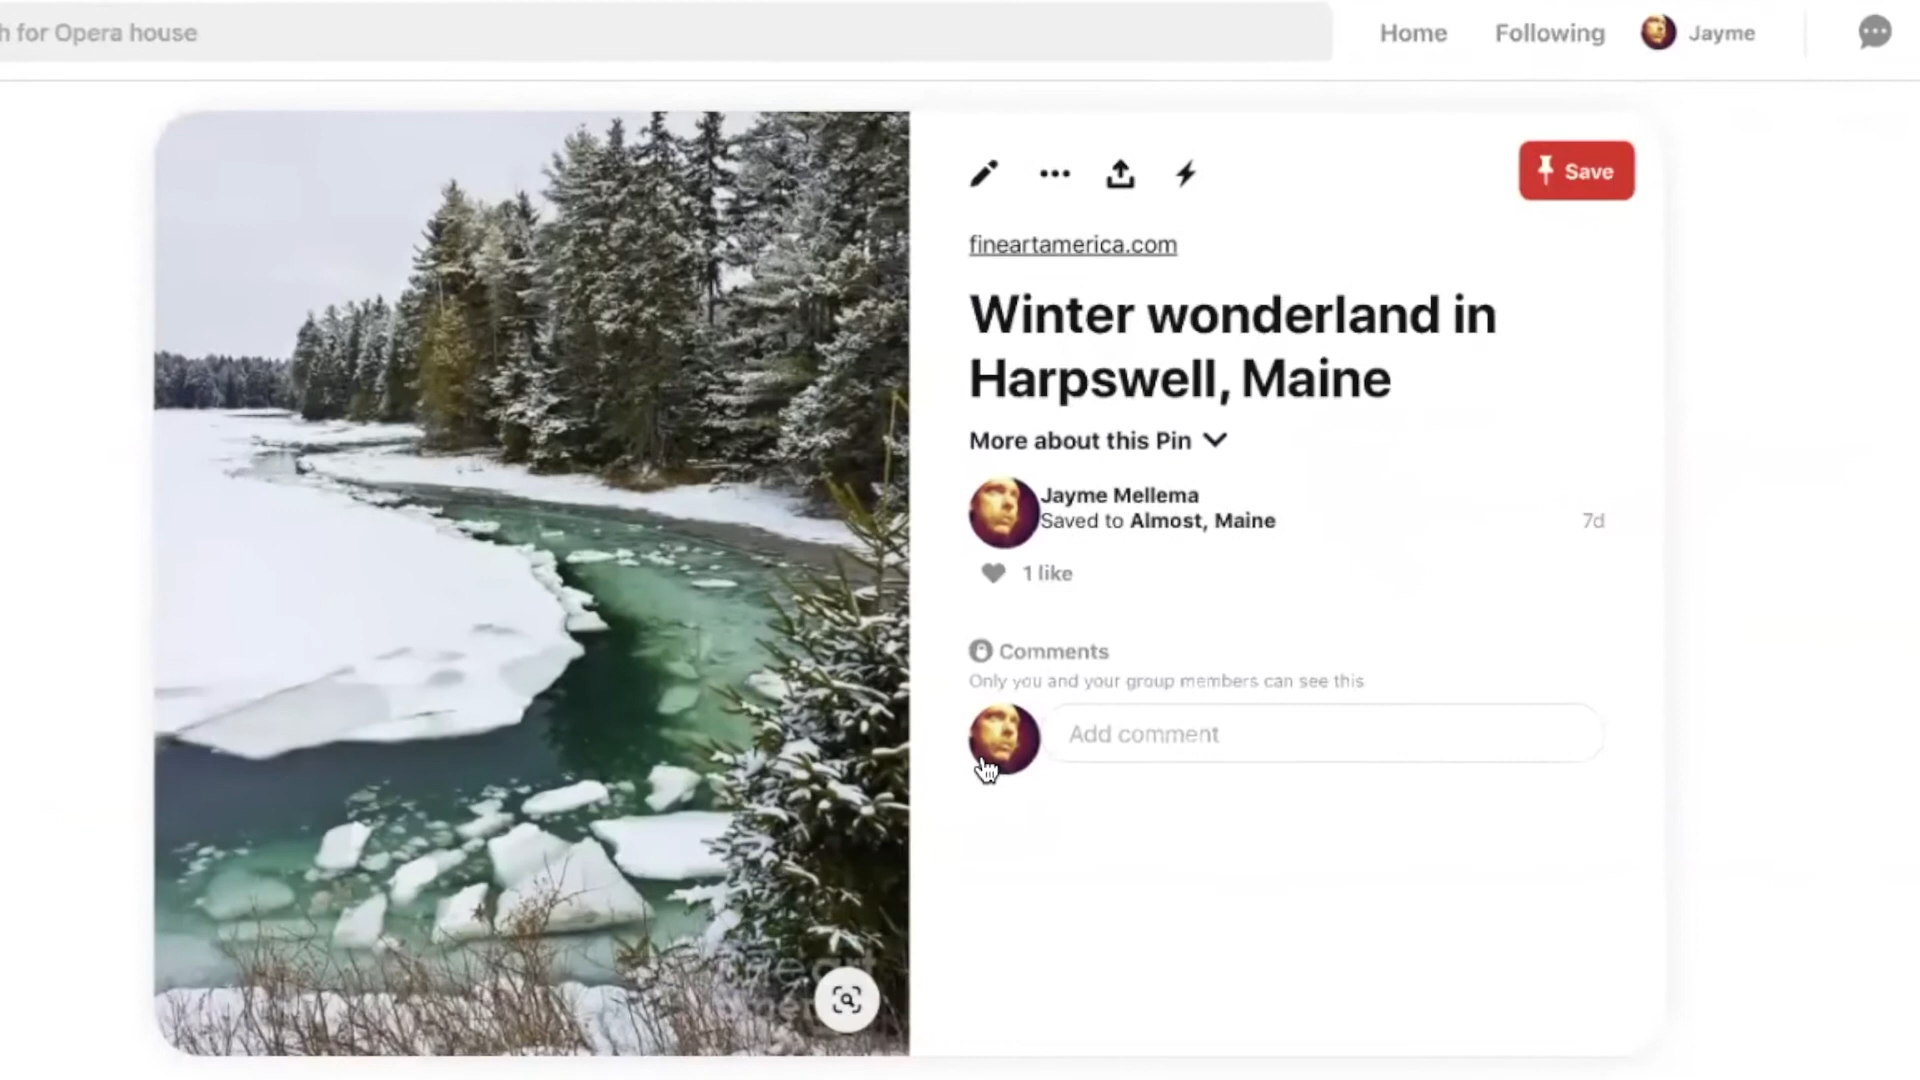 h for Opera house
Home
Following
Jayme
Save
fineartamerica.com
Winter wonderland in
Harpswell, Maine
More about this Pin
Jayme Mellema
Saved to Almost, Maine
7d
1 like
Comments
Only you and your group members can see this
Add comment